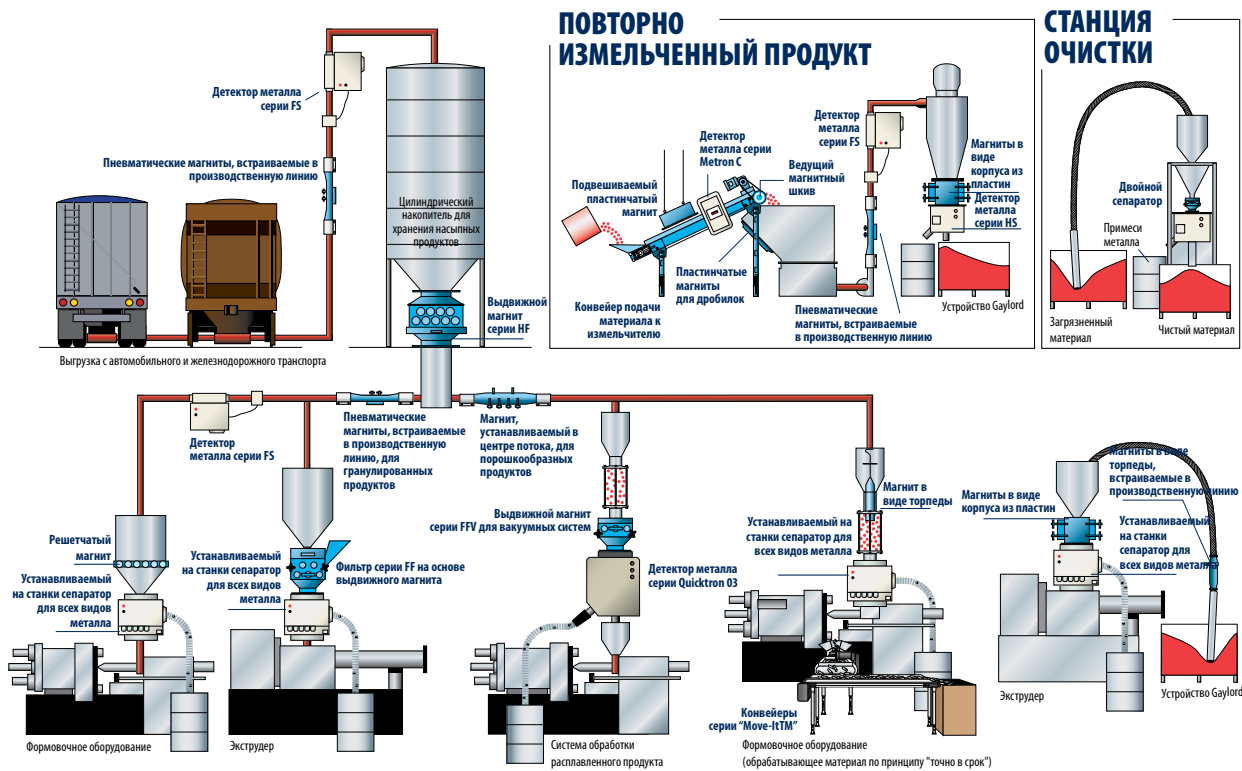 ПОВТОРНО
ИЗМЕЛЬЧЕННЫЙ ПРОДУКТ
СТАНЦИЯ
ОЧИСТКИ
Детектор металла
серии FS
Пневматические магниты, встраиваемые в
производственную линию
Цилиндрический
накопитель для
хранения насыпных
продуктов
Выдвижной
магнит
серии HF
Выгрузка с автомобильного и железнодорожного транспорта
Подвешиваемый
пластинчатый
магнит
Детектор
металла серии
Metron C
Ведущий
магнитный
шкив
Детектор
металла
серии FS
Магниты в
виде
корпуса из
пластин
Детектор
металла
серии HS
Конвейер подачи
материала к
измельчителю
Пластинчатые
магниты
для дробилок
Пневматические
магниты, встраиваемые
в производственную линию
Устройство Gaylord
Двойной
сепаратор
Примеси
металла
Загрязненный
материал
Чистый материал
Детектор
металла серии FS
Пневматические
магниты, встраиваемые
в производственную
линию, для
гранулированных
продуктов
Магнит,
устанавливаемый в
центре потока, для
порошкообразных
продуктов
Решетчатый
магнит
Устанавливаемый
на станки сепаратор
для всех видов
металла
Устанавливаемый
на станки сепаратор
для всех видов
металла
Фильтр серии FF на основе
выдвижного магнита
Выдвижной магнит
серии FFV для вакуумных систем
Детектор металла
серии Quicktron 03
Магнит в
виде торпеды
Устанавливаемый на
станки сепаратор для
всех видов металла
Магниты в виде
корпуса из пластин
Магниты в виде
торпеды,
встраиваемые в
производственную линию
Устанавливаемый
на станки
сепаратор для
всех видов металла
Формовочное оборудование
Экструдер
Система обработки
расплавленного продукта
Конвейеры
серии "Move-ItTM"
Формовочное оборудование
(обрабатывающее материал по принципу "точно в срок")
Экструдер
Устройство Gaylord